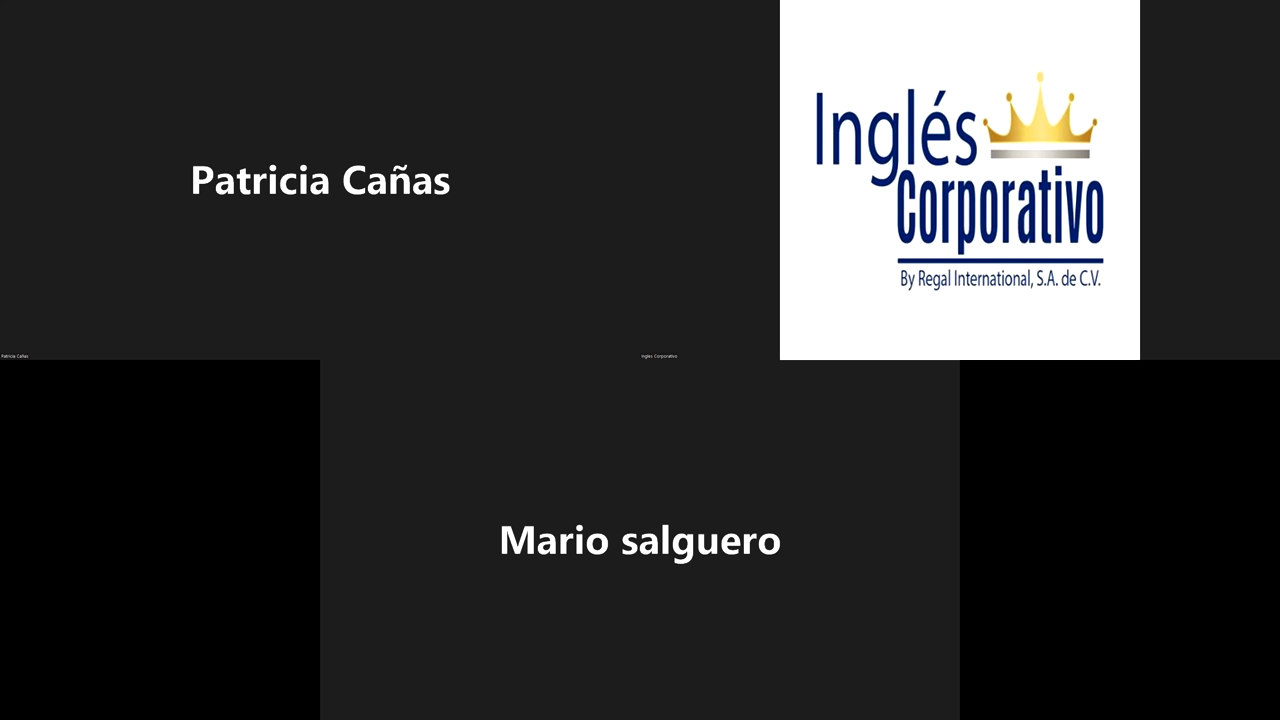 Patricia Cañas
Inglés
Corporativo
By Regal International, S.A. de C.V.
Patricia Cañas
Inglés Corporativo
Mario salguero